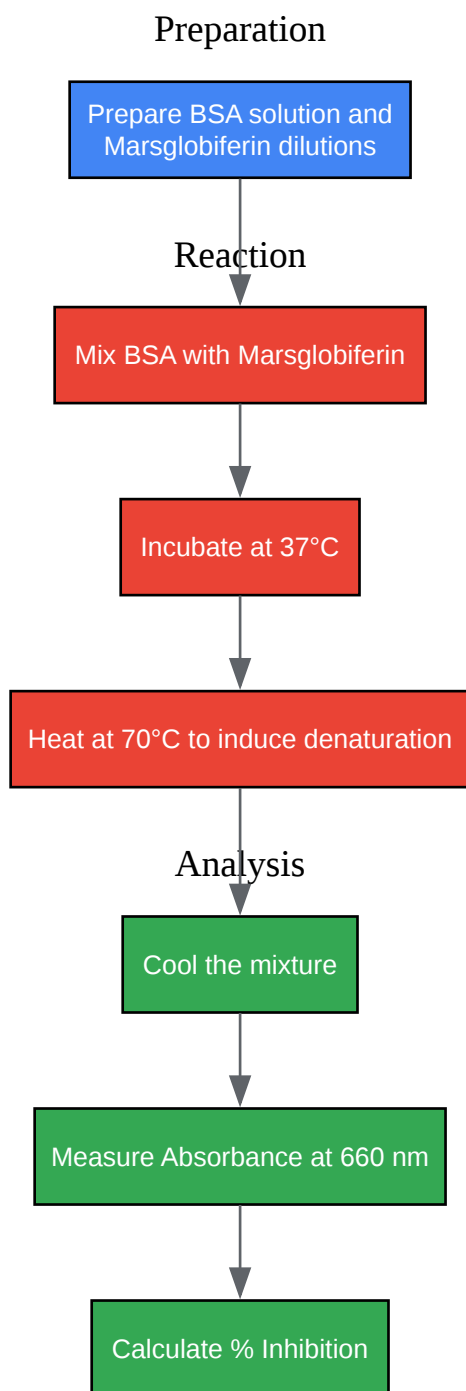 Preparation
Prepare BSA solution and
Marsglobiferin dilutions
Reaction
Mix BSA with Marsglobiferin
Incubate at 37°C
Heat at 70°C to induce denaturation
Analysis
Cool the mixture
Measure Absorbance at 660 nm
Calculate % Inhibition